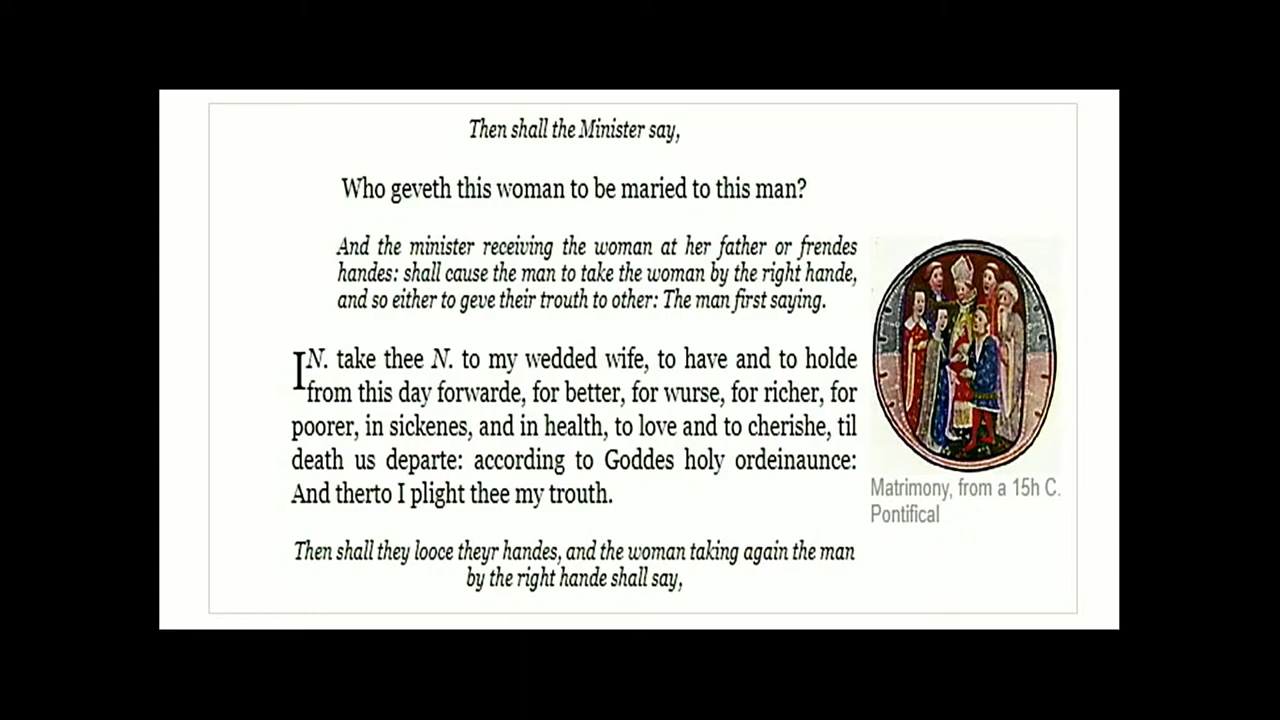 Then shall the Minister say,
Who geveth this woman to be maried to this man?
And the minister receiving the woman at her father or frendes
handes: shall cause the man to take the woman by the right hande,
and so either to geve their trouth to other: The man first saying.
I N. take thee N. to my wedded wife, to have and to holde
from this day forwarde, for better, for wurse, for richer, for
poorer, in sickenes, and in health, to love and to cherishe, til
death us departe: according to Goddes holy ordeinaunce:
And therto I plight thee my trouth.
Then shall they looce theyr handes, and the woman taking again the man
by the right hande shall say,
Matrimony, from a 15h C.
Pontifical